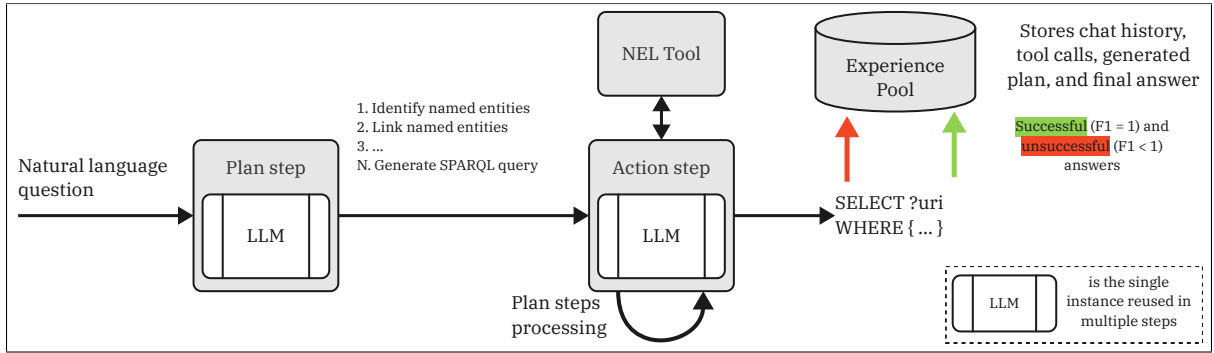 Natural language
question
Plan step
LLM
1. Identify named entities
2. Link named entities
3. ...
N. Generate SPARQL query
NEL Tool
Action step
LLM
Plan steps
processing
SELECT ?uri
WHERE { ... }
Experience
Pool
Stores chat history,
tool calls, generated
plan, and final answer
Successful (F1 = 1) and
unsuccessful (F1 < 1)
answers
LLM
is the single
instance reused in
multiple steps